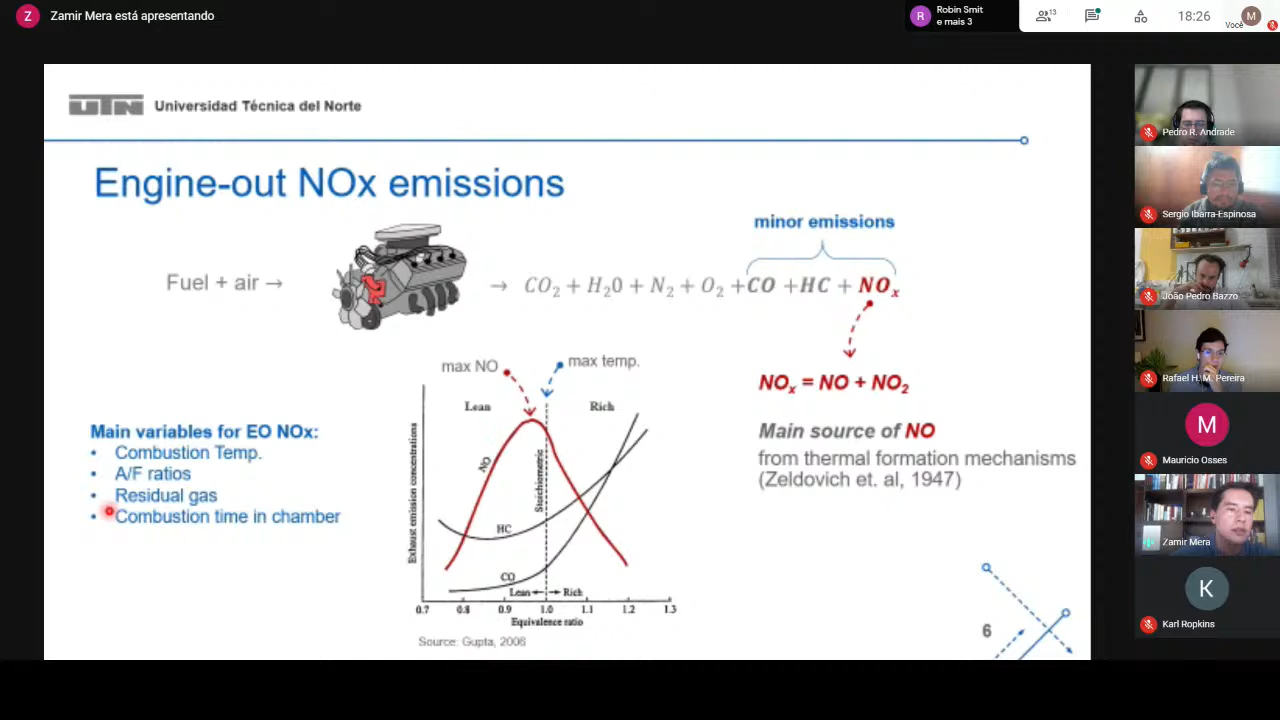 Z
Zamir Mera está apresentando
R
Robin Smit
e mais 3
13
18:26
Você
M
UTN Universidad Técnica del Norte
Engine-out NOx emissions
minor emissions
Fuel + air →
→ CO₂ + H₂0 + N₂ + O₂ +CO +HC + NOₓ
max NO
max temp.
NOₓ = NO + NO₂
Lean
Rich
Main source of NO
from thermal formation mechanisms
(Zeldovich et. al, 1947)
Main variables for EO NOx:
• Combustion Temp.
• A/F ratios
• Residual gas
• Combustion time in chamber
Exhaust emission concentrations
NO
Stoichiometric
HC
CO
Lean ←→ Rich
0.7 0.8 0.9 1.0 1.1 1.2 1.3
Equivalence ratio
Source: Gupta, 2006
6
Pedro R. Andrade
Sergio Ibarra-Espinosa
João Pedro Bazzo
Rafael H. M. Pereira
M
Mauricio Osses
Zamir Mera
K
Karl Ropkins